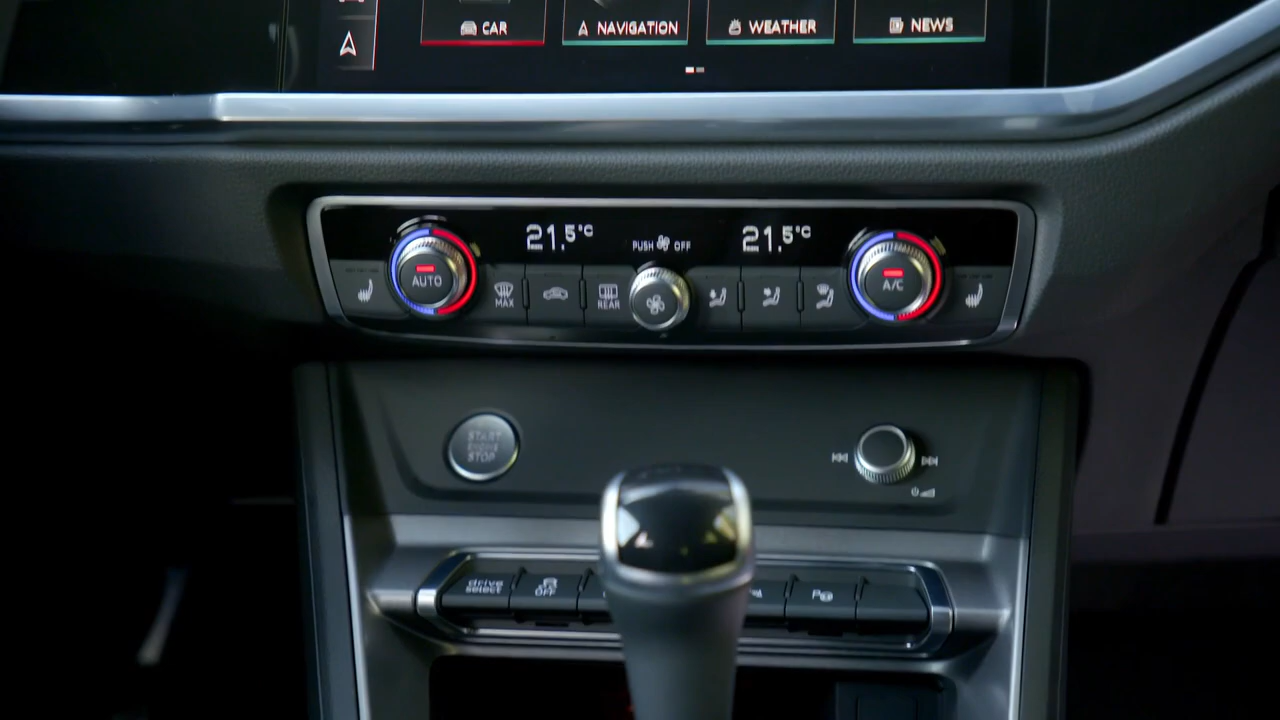 CAR
NAVIGATION
WEATHER
NEWS
21,5°C
PUSH OFF
21,5°C
AUTO
MAX
REAR
A/C
START
ENGINE
STOP
drive
select
OFF
P